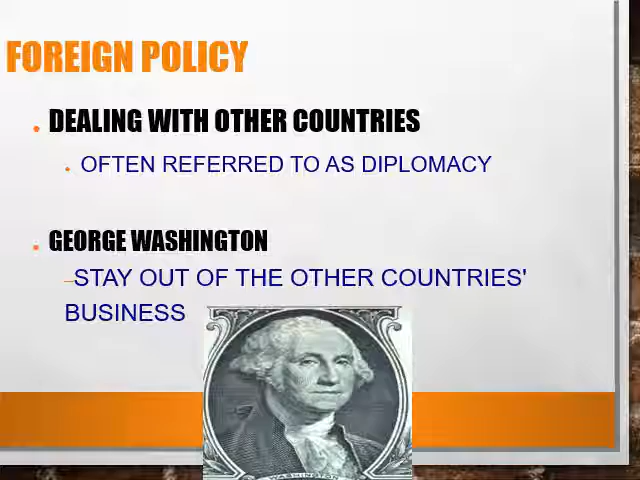 FOREIGN POLICY
. DEALING WITH OTHER COUNTRIES
. OFTEN REFERRED TO AS DIPLOMACY
. GEORGE WASHINGTON
–STAY OUT OF THE OTHER COUNTRIES'
BUSINESS
WASHINGTON